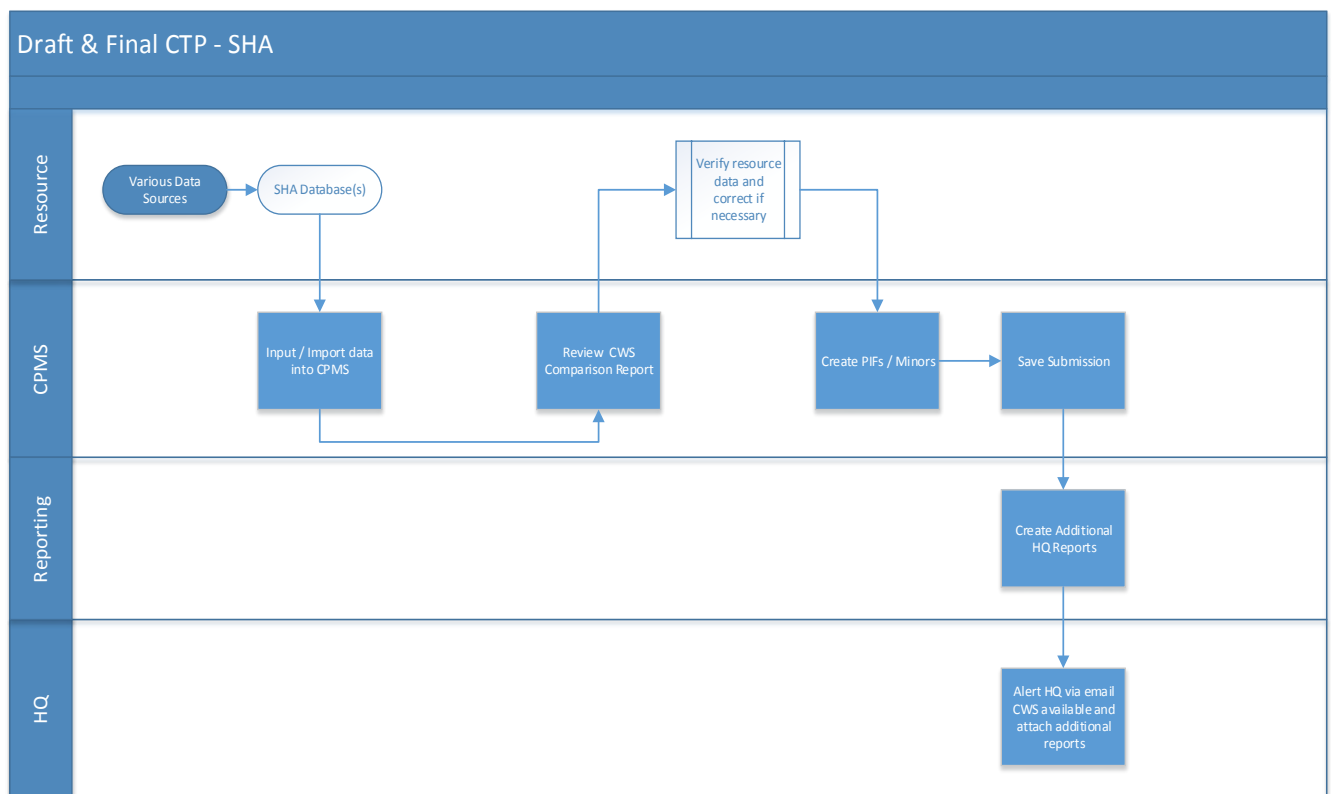 Draft & Final CTP - SHA
Resource
Various Data
Sources
SHA Database(s)
Verify resource
data and
correct if
necessary
CPMS
Input / Import data
into CPMS
Review CWS
Comparison Report
Create PIFs / Minors
Save Submission
Reporting
Create Additional
HQ Reports
HQ
Alert HQ via email
CWS available and
attach additional
reports